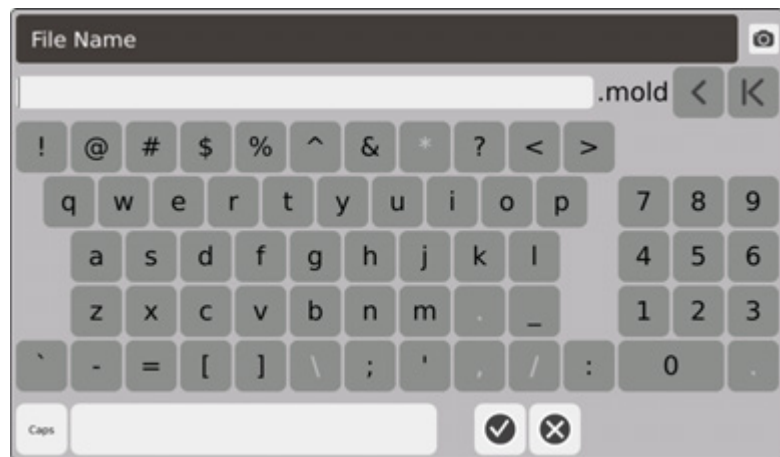 File Name
.mold
! @ # $ % ^ & * ? < >
q w e r t y u i o p 7 8 9
a s d f g h j k l 4 5 6
z x c v b n m . _ 1 2 3
` - = [ ] \ ; ' , / : 0 .
Caps